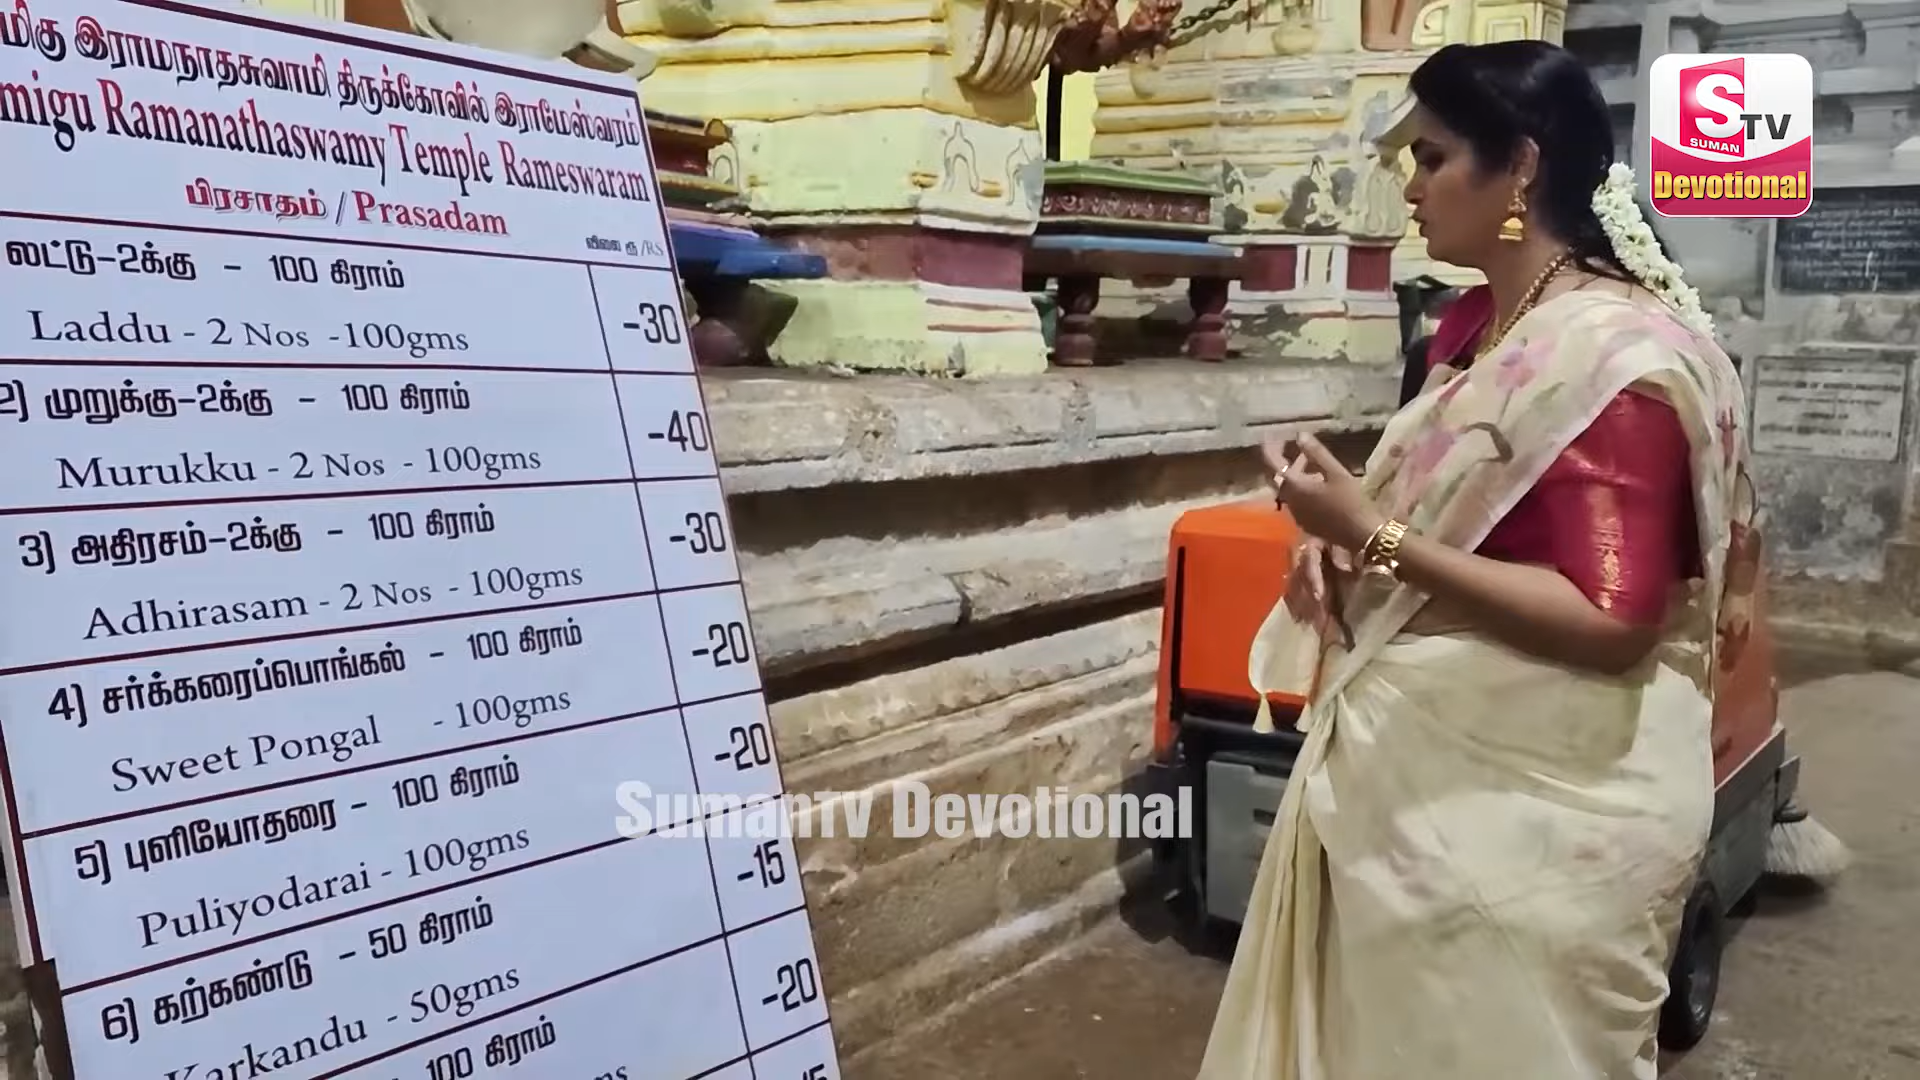 மிகு இராமநாதசுவாமி திருக்கோவில் இராமேஸ்வரம்
migu Ramanathaswamy Temple Rameswaram
பிரசாதம் / Prasadam
விலை ரூ /RS
லட்டு-2க்கு - 100 கிராம்
Laddu - 2 Nos -100gms
-30
2) முறுக்கு-2க்கு - 100 கிராம்
Murukku - 2 Nos - 100gms
-40
3) அதிரசம்-2க்கு - 100 கிராம்
Adhirasam - 2 Nos - 100gms
-30
4) சர்க்கரைப்பொங்கல் - 100 கிராம்
Sweet Pongal - 100gms
-20
5) புளியோதரை - 100 கிராம்
Puliyodarai - 100gms
-20
6) கற்கண்டு - 50 கிராம்
Karkandu - 50gms
-15
100 கிராம்
-20
S TV
SUMAN
Devotional
SumanTV Devotional